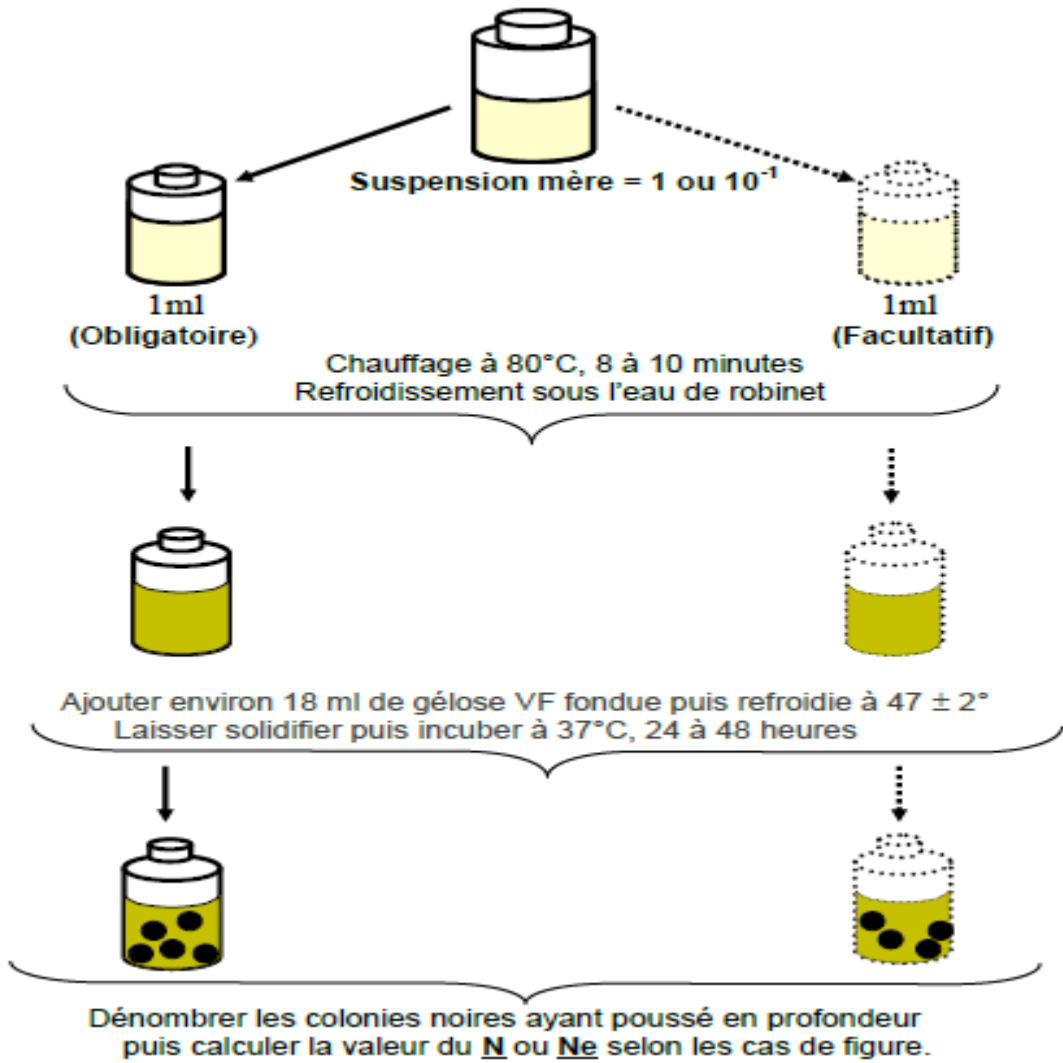 Suspension mère = 1 ou 10⁻¹
1ml
(Obligatoire)
1ml
(Facultatif)
Chauffage à 80°C, 8 à 10 minutes
Refroidissement sous l'eau de robinet
Ajouter environ 18 ml de gélose VF fondue puis refroidie à 47 ± 2°
Laisser solidifier puis incuber à 37°C, 24 à 48 heures
Dénombrer les colonies noires ayant poussé en profondeur
puis calculer la valeur du N ou Ne selon les cas de figure.